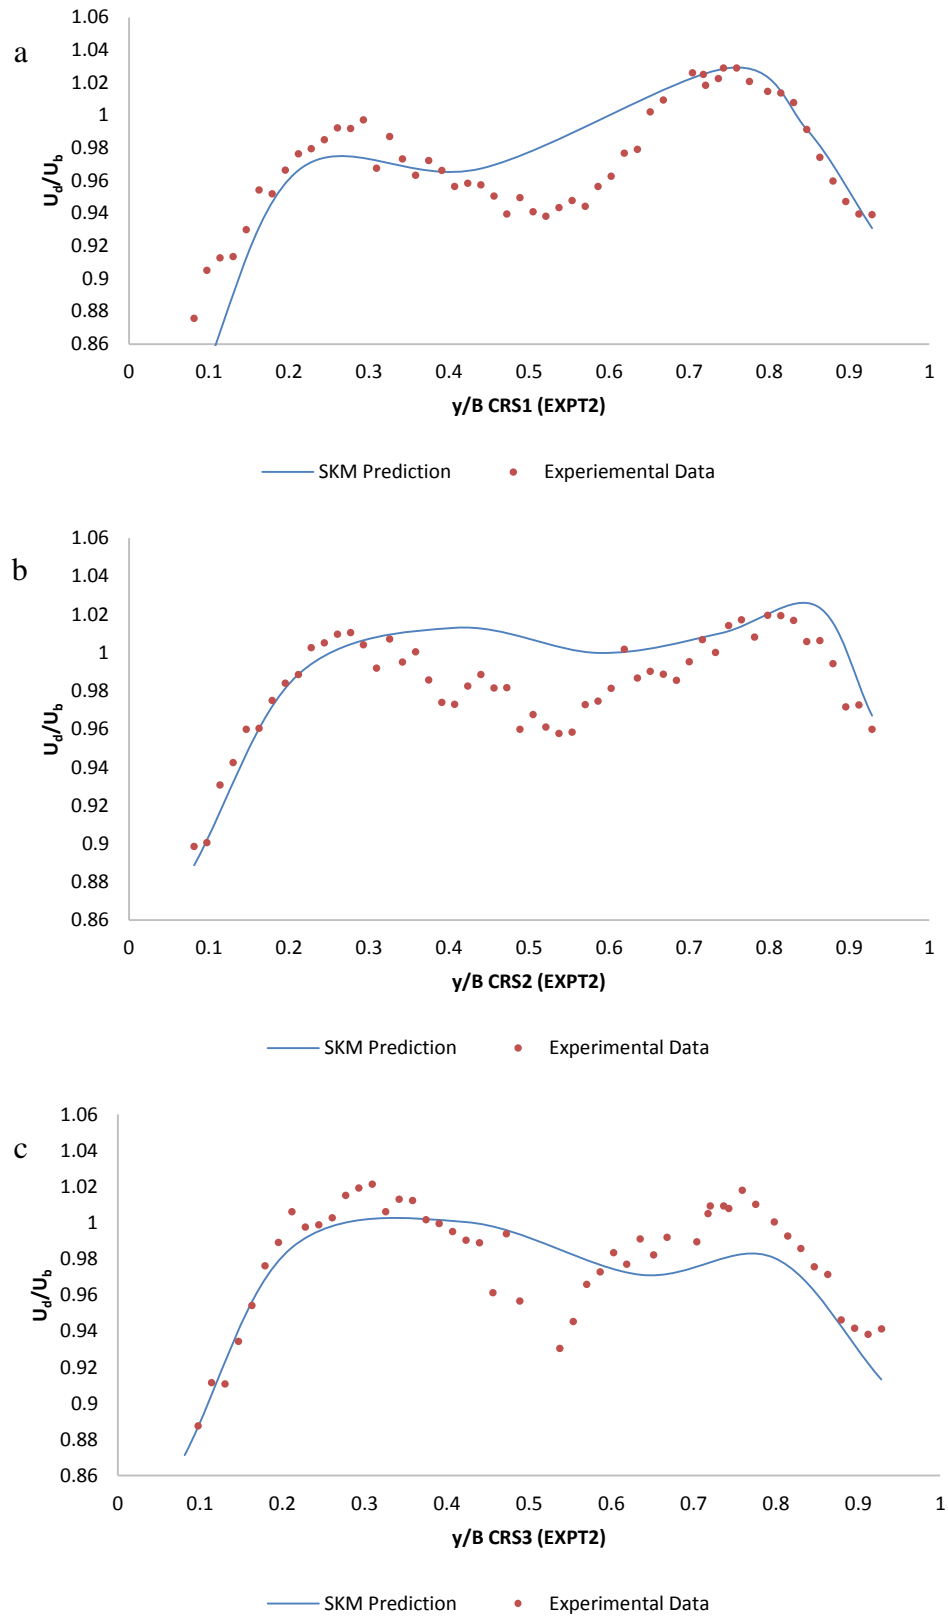 a
1.06
1.04
1.02
1
0.98
0.96
0.94
0.92
0.9
0.88
0.86
U_d/U_b
0 0.1 0.2 0.3 0.4 0.5 0.6 0.7 0.8 0.9 1
y/B CRS1 (EXPT2)
SKM Prediction Experiemental Data
b
1.06
1.04
1.02
1
0.98
0.96
0.94
0.92
0.9
0.88
0.86
U_d/U_b
0 0.1 0.2 0.3 0.4 0.5 0.6 0.7 0.8 0.9 1
y/B CRS2 (EXPT2)
SKM Prediction Experimental Data
c
1.06
1.04
1.02
1
0.98
0.96
0.94
0.92
0.9
0.88
0.86
U_d/U_b
0 0.1 0.2 0.3 0.4 0.5 0.6 0.7 0.8 0.9 1
y/B CRS3 (EXPT2)
SKM Prediction Experimental Data